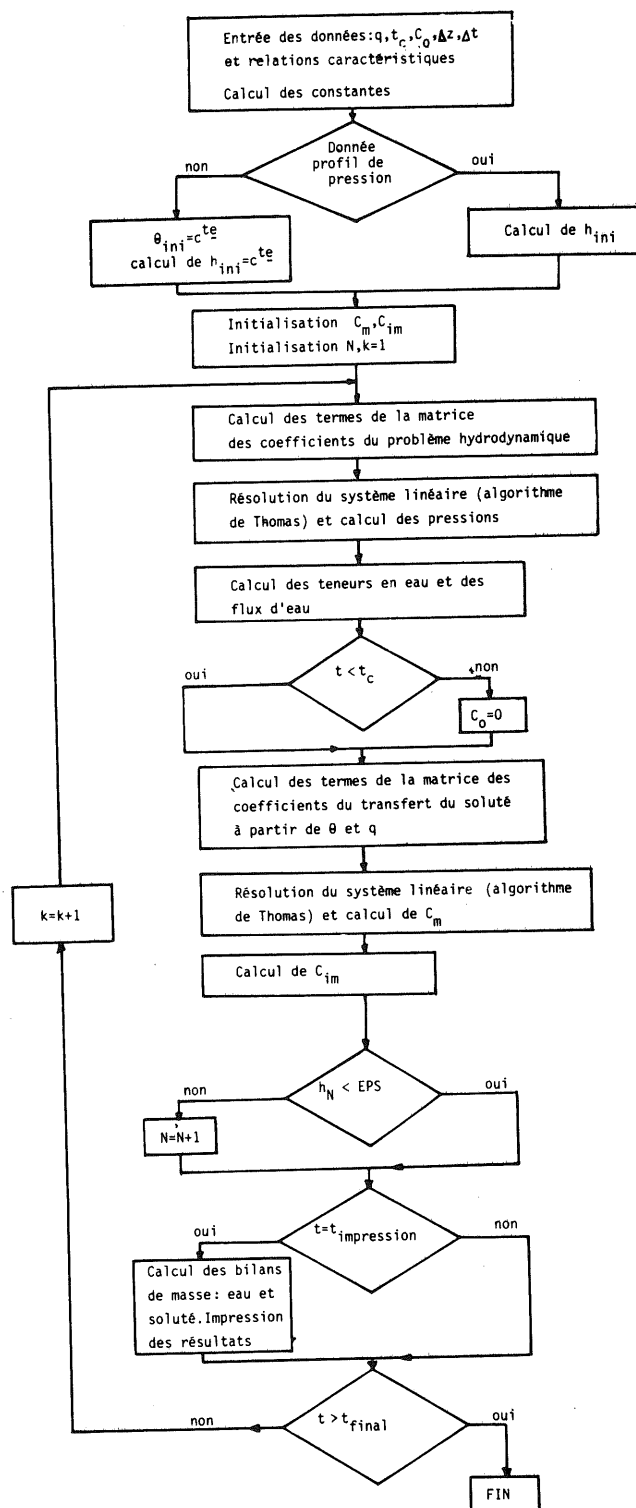 Entrée des données:q,t_c,C_O,Δz,Δt
et relations caractéristiques
Calcul des constantes
Donnée
profil de
pression
non
oui
θ_ini=c^te
calcul de h_ini=c^te
Calcul de h_ini
Initialisation C_m,C_im
Initialisation N,k=1
Calcul des termes de la matrice
des coefficients du problème hydrodynamique
Résolution du système linéaire (algorithme
de Thomas) et calcul des pressions
Calcul des teneurs en eau et des
flux d'eau
t<t_c
oui
non
C_o=0
Calcul des termes de la matrice des
coefficients du transfert du soluté
à partir de θ et q
Résolution du système linéaire (algorithme
de Thomas) et calcul de C_m
k=k+1
Calcul de C_im
h_N < EPS
non
oui
N=N+1
t=t_impression
oui
non
Calcul des bilans
de masse: eau et
soluté.Impression
des résultats
t>t_final
non
oui
FIN